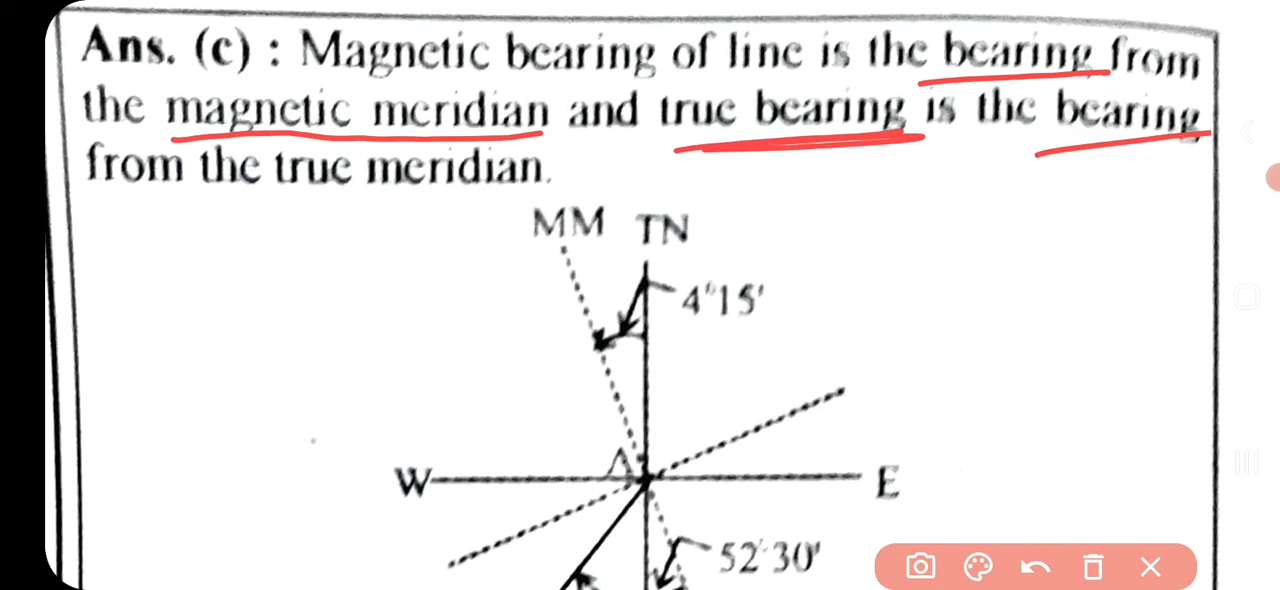 Ans. (c) : Magnetic bearing of line is the bearing from
the magnetic meridian and true bearing is the bearing
from the true meridian.
MM TN
4°15'
A
W E
52°30'